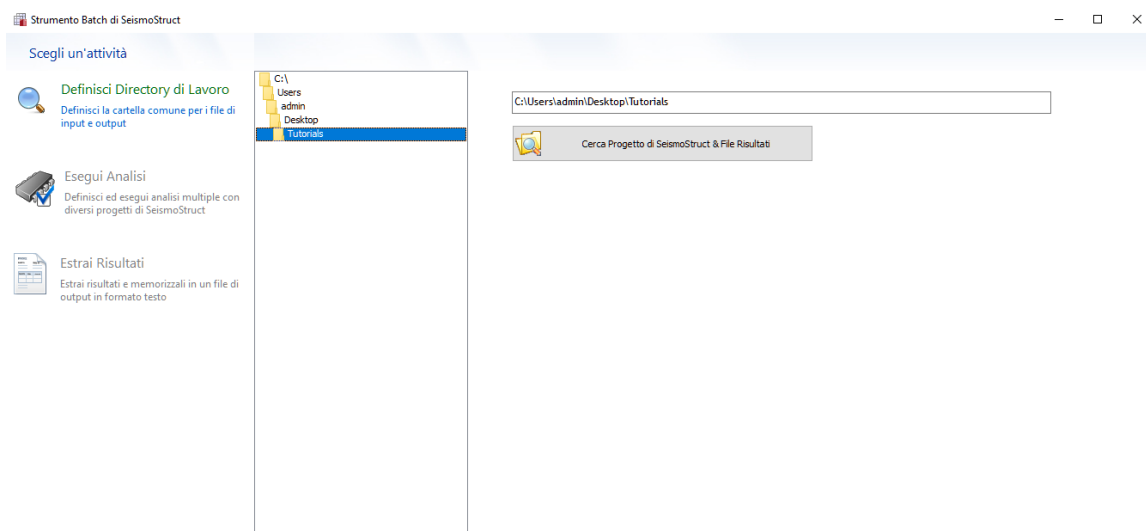 Strumento Batch di SeismoStruct
Scegli un'attività
Definisci Directory di Lavoro
Definisci la cartella comune per i file di
input e output
Esegui Analisi
Definisci ed esegui analisi multiple con
diversi progetti di SeismoStruct
Estrai Risultati
Estrai risultati e memorizzali in un file di
output in formato testo
C:\
Users
admin
Desktop
Tutorials
C:\Users\admin\Desktop\Tutorials
Cerca Progetto di SeismoStruct & File Risultati